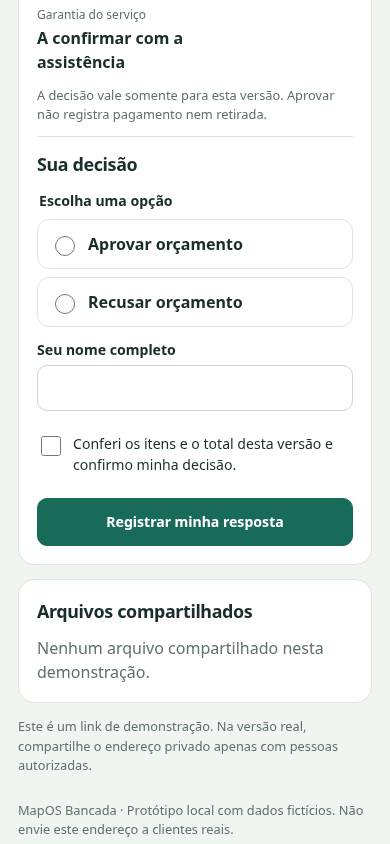 Garantia do serviço
A confirmar com a
assistência
A decisão vale somente para esta versão. Aprovar
não registra pagamento nem retirada.
Sua decisão
Escolha uma opção
Aprovar orçamento
Recusar orçamento
Seu nome completo
Conferi os itens e o total desta versão e
confirmo minha decisão.
Registrar minha resposta
Arquivos compartilhados
Nenhum arquivo compartilhado nesta
demonstração.
Este é um link de demonstração. Na versão real,
compartilhe o endereço privado apenas com pessoas
autorizadas.
MapOS Bancada · Protótipo local com dados fictícios. Não
envie este endereço a clientes reais.